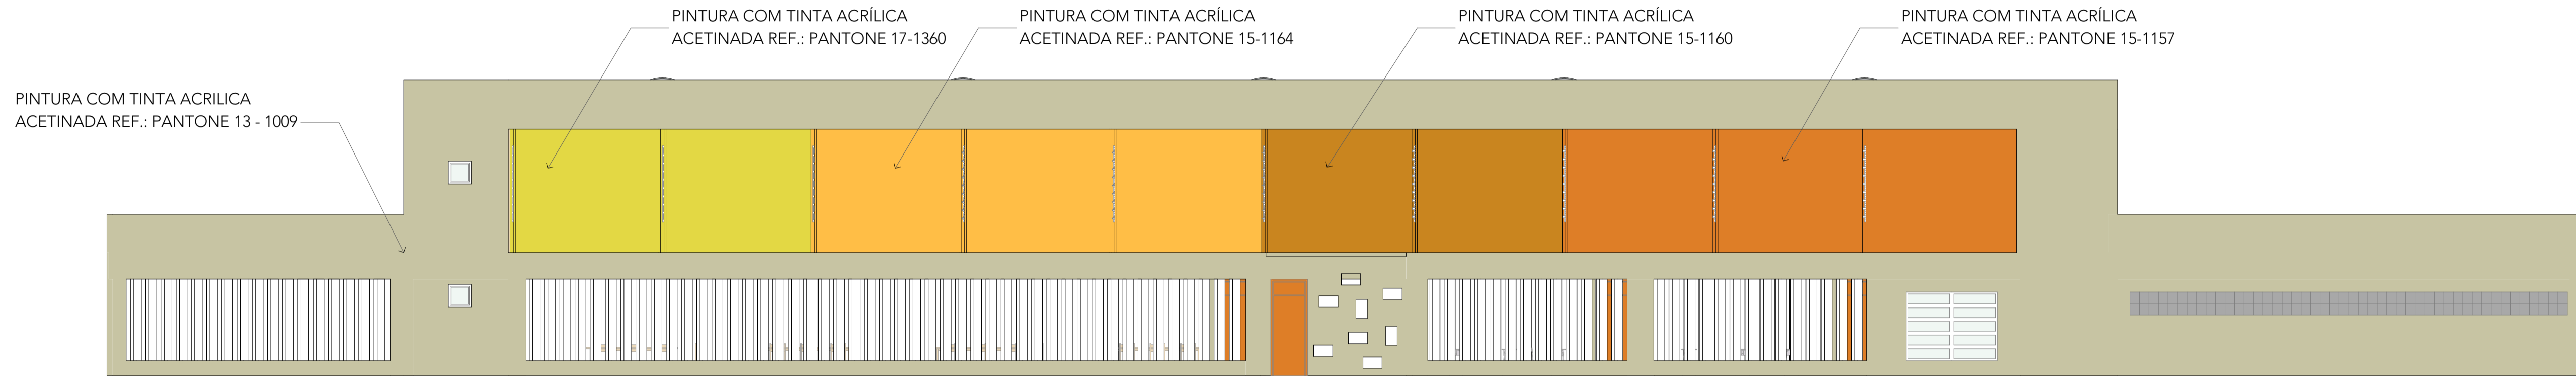 PINTURA COM TINTA ACRÍLICA
ACETINADA REF.: PANTONE 17-1360
PINTURA COM TINTA ACRÍLICA
ACETINADA REF.: PANTONE 15-1164
PINTURA COM TINTA ACRÍLICA
ACETINADA REF.: PANTONE 15-1160
PINTURA COM TINTA ACRÍLICA
ACETINADA REF.: PANTONE 15-1157
PINTURA COM TINTA ACRILICA
ACETINADA REF.: PANTONE 13 - 1009